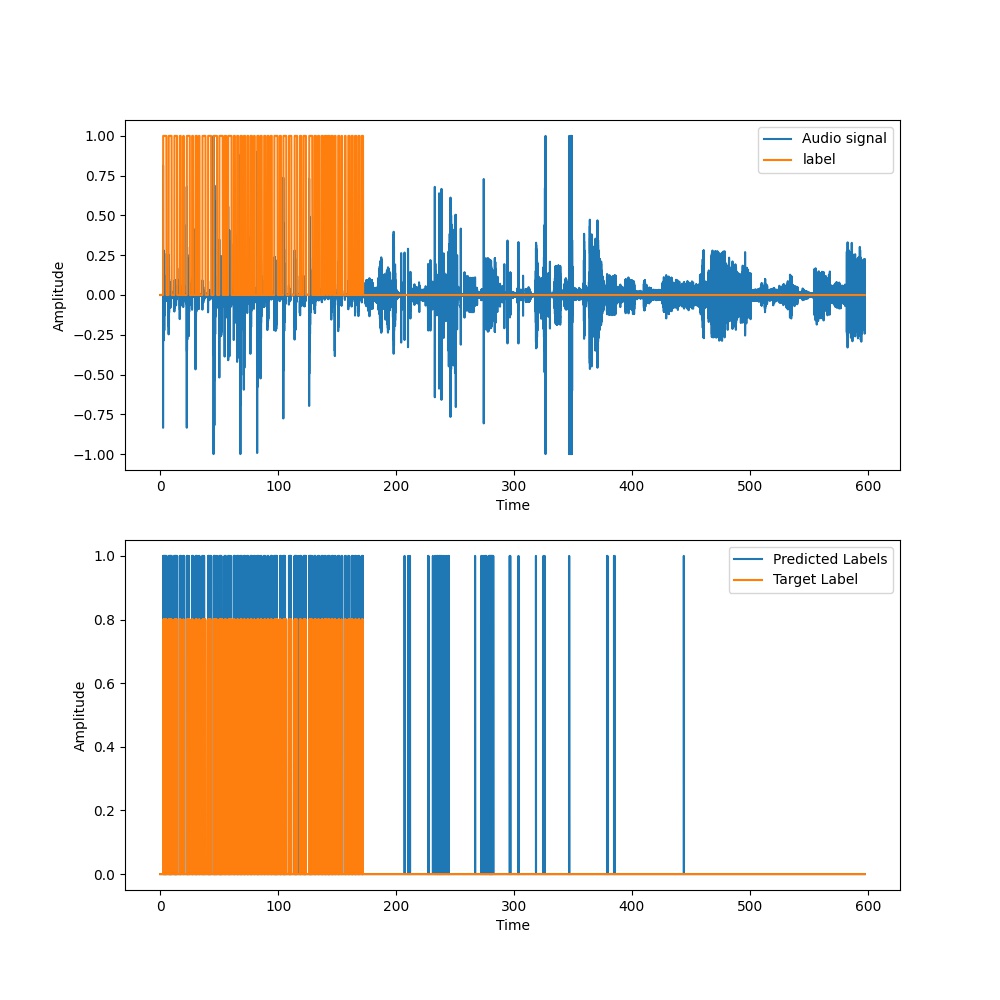 Audio signal
label
1.00
0.75
0.50
0.25
0.00
−0.25
−0.50
−0.75
−1.00
Amplitude
0 100 200 300 400 500 600
Time
Predicted Labels
Target Label
1.0
0.8
0.6
0.4
0.2
0.0
Amplitude
0 100 200 300 400 500 600
Time